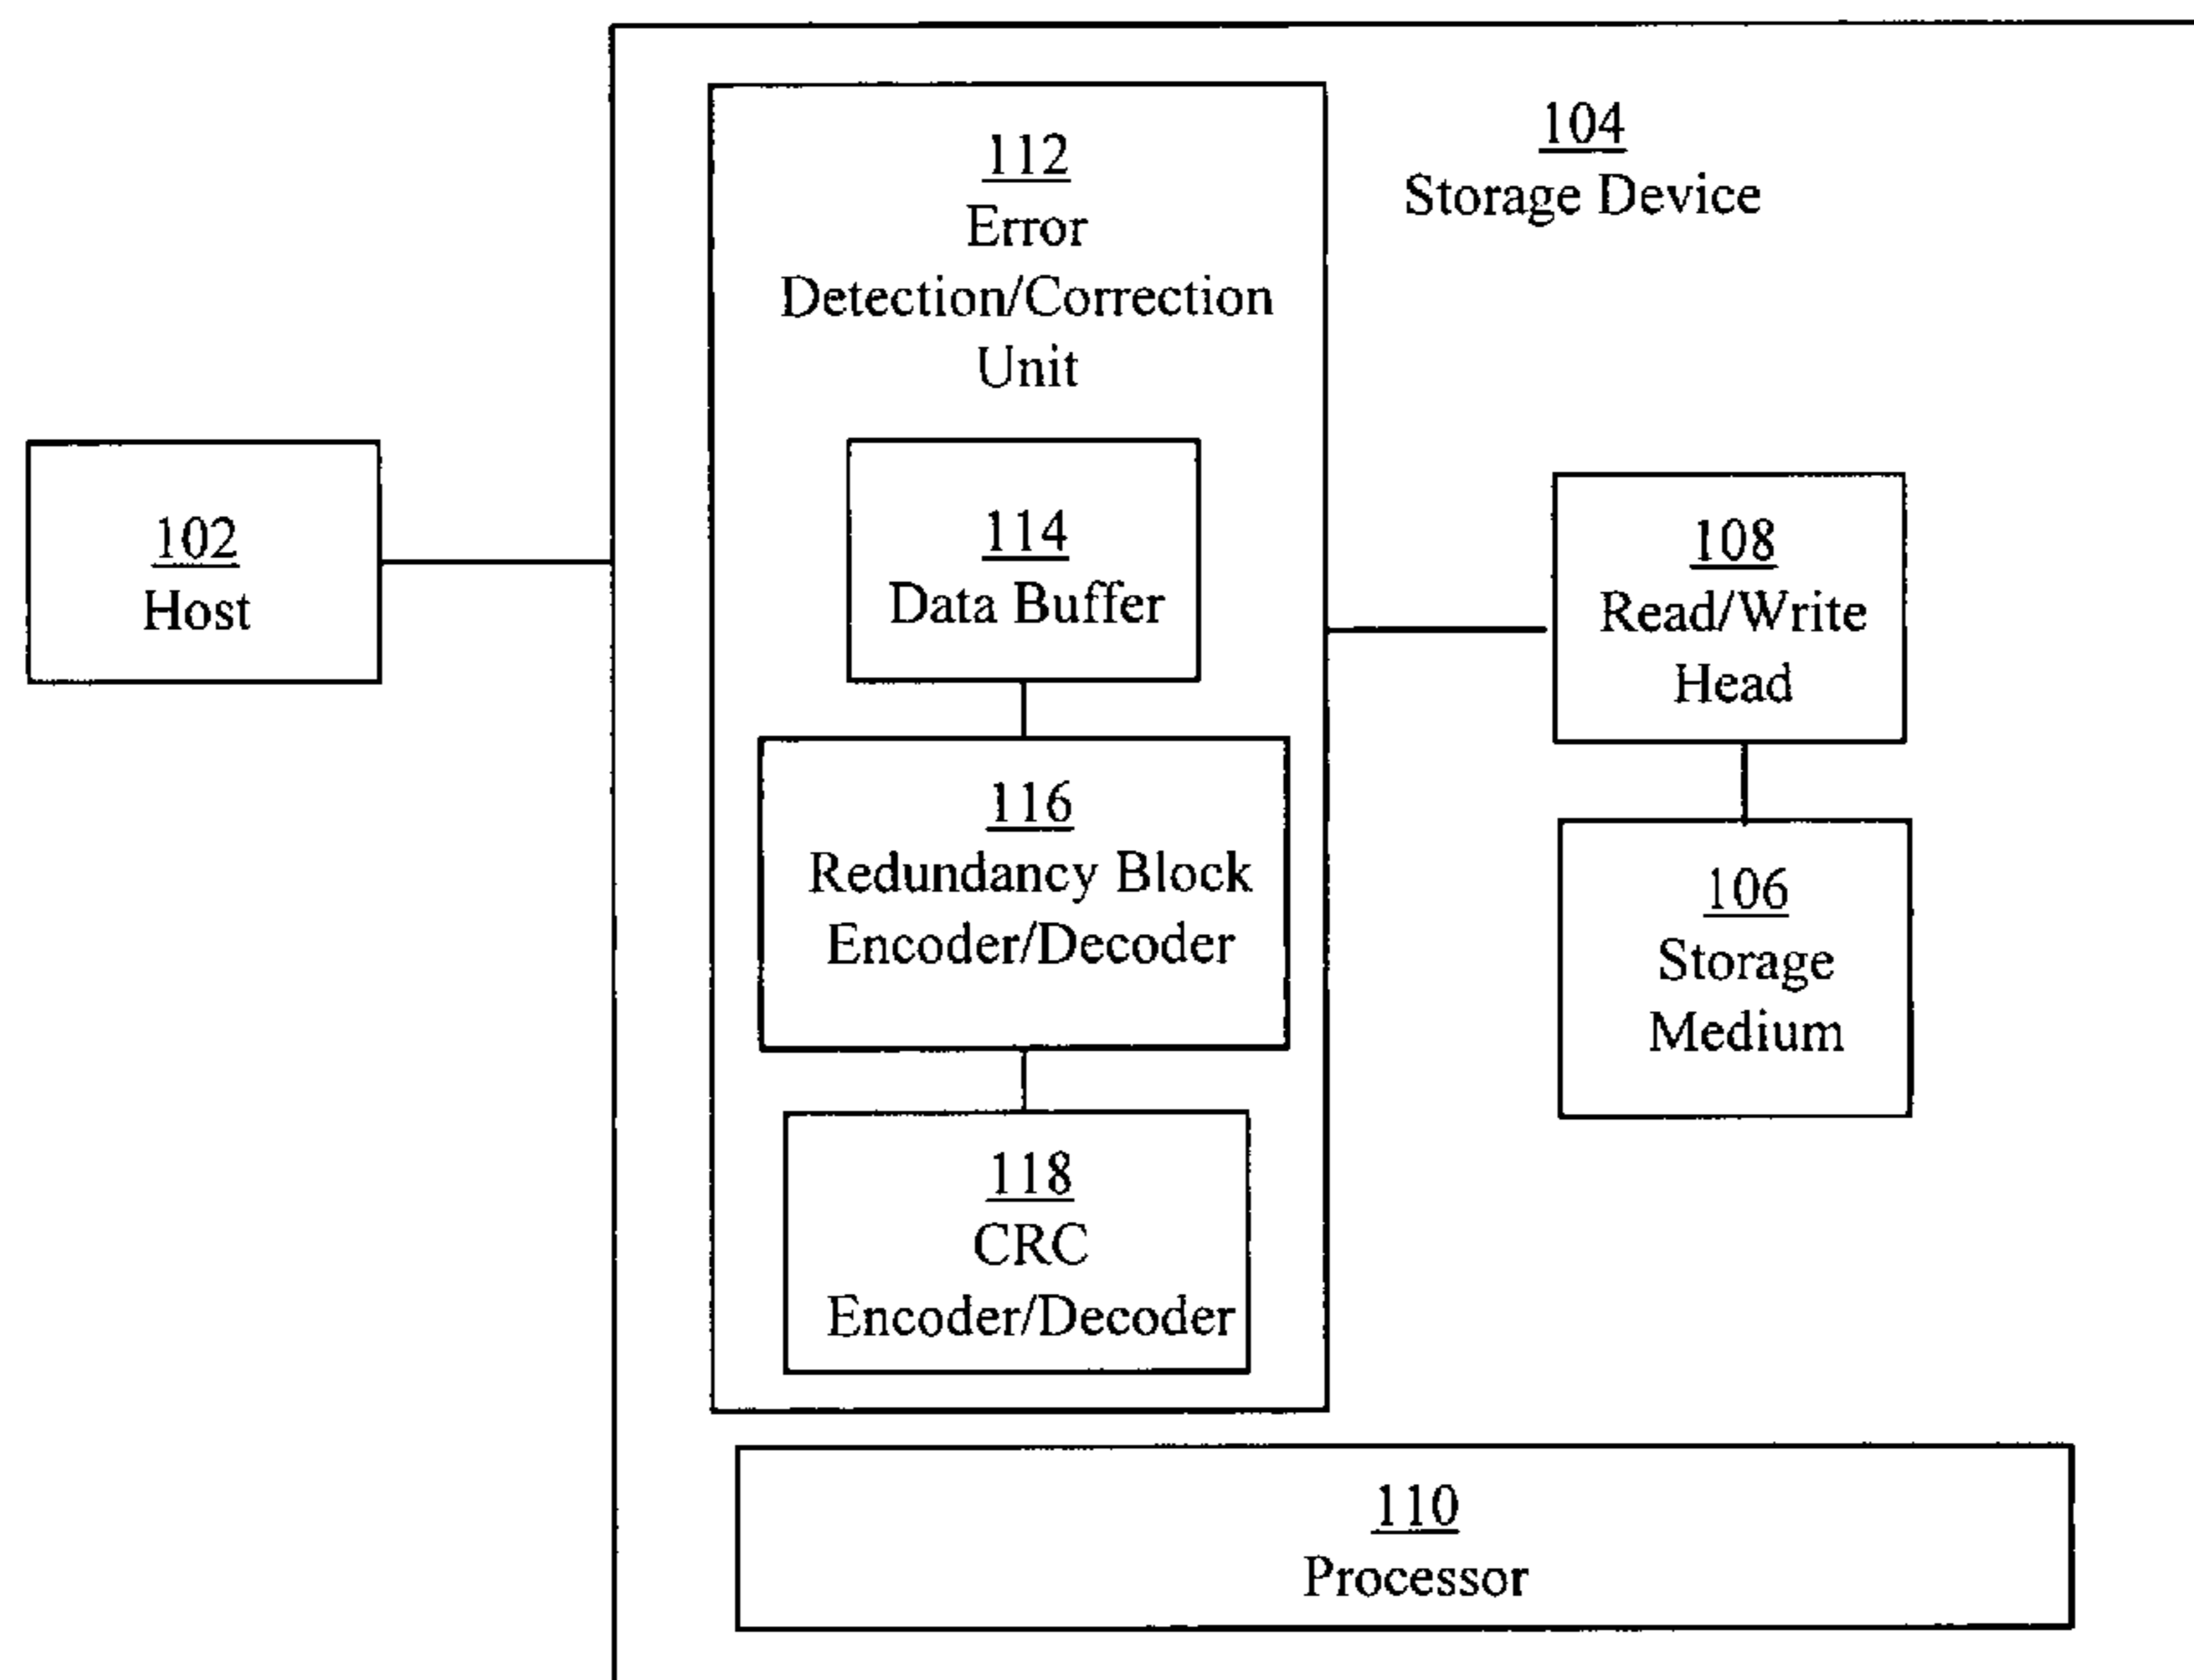 104
Storage Device
112
Error
Detection/Correction
Unit
102
Host
114
Data Buffer
108
Read/Write
Head
116
Redundancy Block
Encoder/Decoder
106
Storage
Medium
118
CRC
Encoder/Decoder
110
Processor